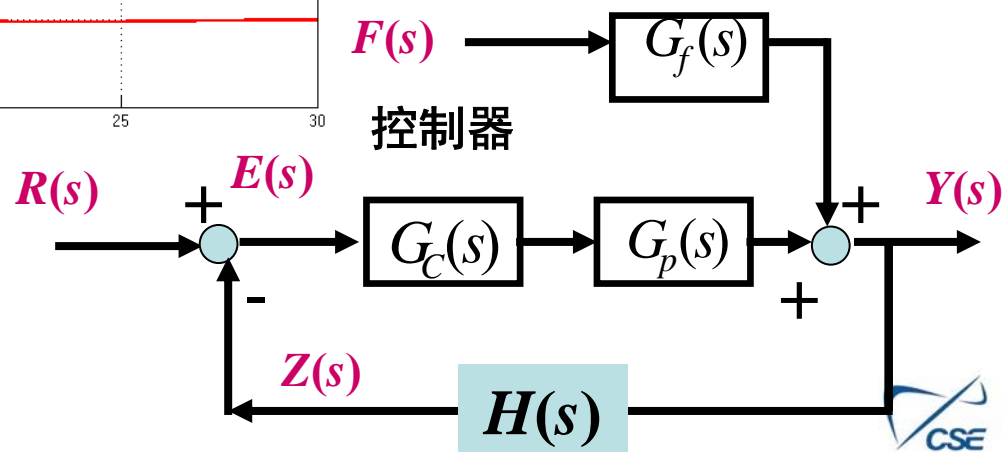 F(s)
G_f(s)
25
30
控制器
R(s)
+
E(s)
G_C(s)
G_p(s)
+
Y(s)
-
+
Z(s)
H(s)
CSE